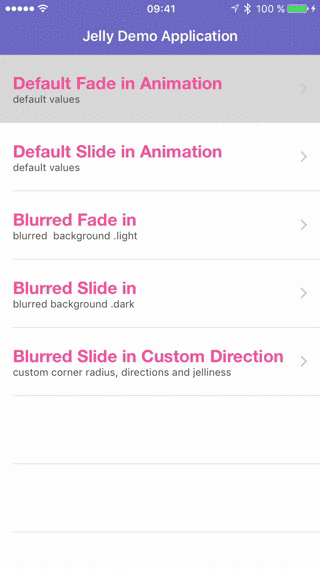 09:41
100 %
Jelly Demo Application
Default Fade in Animation
default values
Default Slide in Animation
default values
Blurred Fade in
blurred  background .light
Blurred Slide in
blurred background .dark
Blurred Slide in Custom Direction
custom corner radius, directions and jelliness